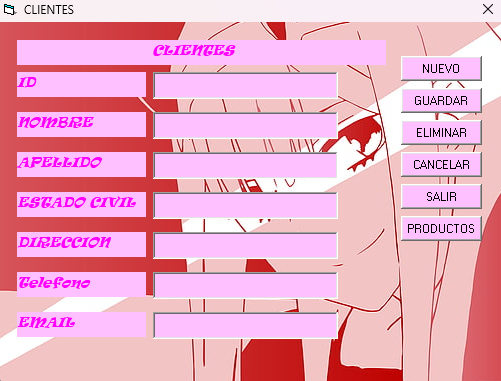 CLIENTES
CLIENTES
ID
NOMBRE
APELLIDO
ESTADO CIVIL
DIRECCION
Telefono
EMAIL
NUEVO
GUARDAR
ELIMINAR
CANCELAR
SALIR
PRODUCTOS